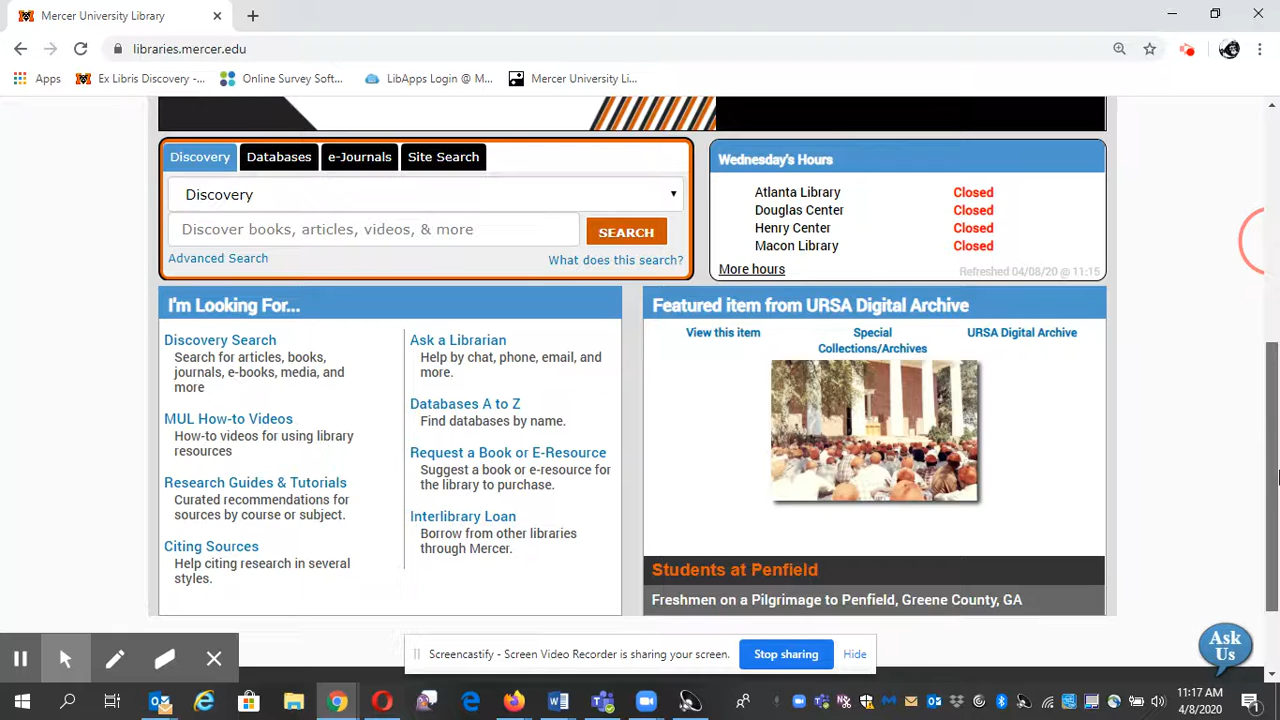 Mercer University Library
libraries.mercer.edu
Apps
Ex Libris Discovery -...
Online Survey Soft...
LibApps Login @ M...
Mercer University Li...
Discovery
Databases
e-Journals
Site Search
Discovery
Discover books, articles, videos, & more
SEARCH
Advanced Search
What does this search?
Wednesday's Hours
Atlanta Library Closed
Douglas Center Closed
Henry Center Closed
Macon Library Closed
More hours
Refreshed 04/08/20 @ 11:15
I'm Looking For...
Discovery Search
Search for articles, books,
journals, e-books, media, and
more
MUL How-to Videos
How-to videos for using library
resources
Research Guides & Tutorials
Curated recommendations for
sources by course or subject.
Citing Sources
Help citing research in several
styles.
Ask a Librarian
Help by chat, phone, email, and
more.
Databases A to Z
Find databases by name.
Request a Book or E-Resource
Suggest a book or e-resource for
the library to purchase.
Interlibrary Loan
Borrow from other libraries
through Mercer.
Featured item from URSA Digital Archive
View this item
Special
Collections/Archives
URSA Digital Archive
Students at Penfield
Freshmen on a Pilgrimage to Penfield, Greene County, GA
Ask
Us
Screencastify - Screen Video Recorder is sharing your screen.
Stop sharing
Hide
11:17 AM
4/8/2020